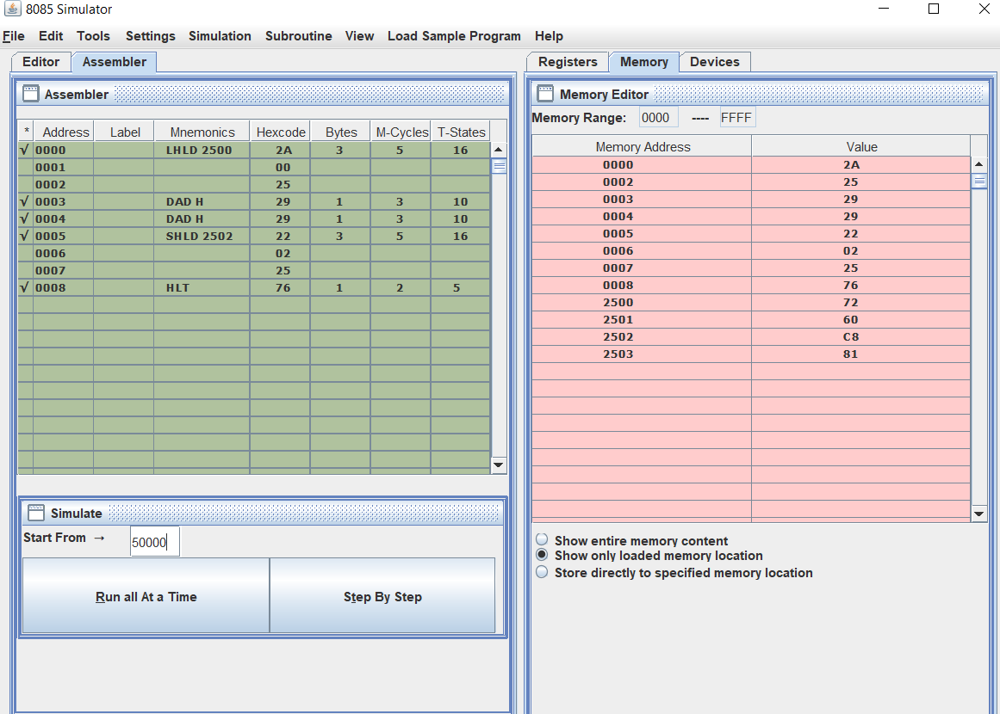 8085 Simulator
File Edit Tools Settings Simulation Subroutine View Load Sample Program Help
Editor Assembler
Assembler
* Address Label Mnemonics Hexcode Bytes M-Cycles T-States
√ 0000 LHLD 2500 2A 3 5 16
0001 00
0002 25
√ 0003 DAD H 29 1 3 10
√ 0004 DAD H 29 1 3 10
√ 0005 SHLD 2502 22 3 5 16
0006 02
0007 25
√ 0008 HLT 76 1 2 5
Simulate
Start From → 50000
Run all At a Time Step By Step
Registers Memory Devices
Memory Editor
Memory Range: 0000 ---- FFFF
Memory Address Value
0000 2A
0002 25
0003 29
0004 29
0005 22
0006 02
0007 25
0008 76
2500 72
2501 60
2502 C8
2503 81
Show entire memory content
Show only loaded memory location
Store directly to specified memory location